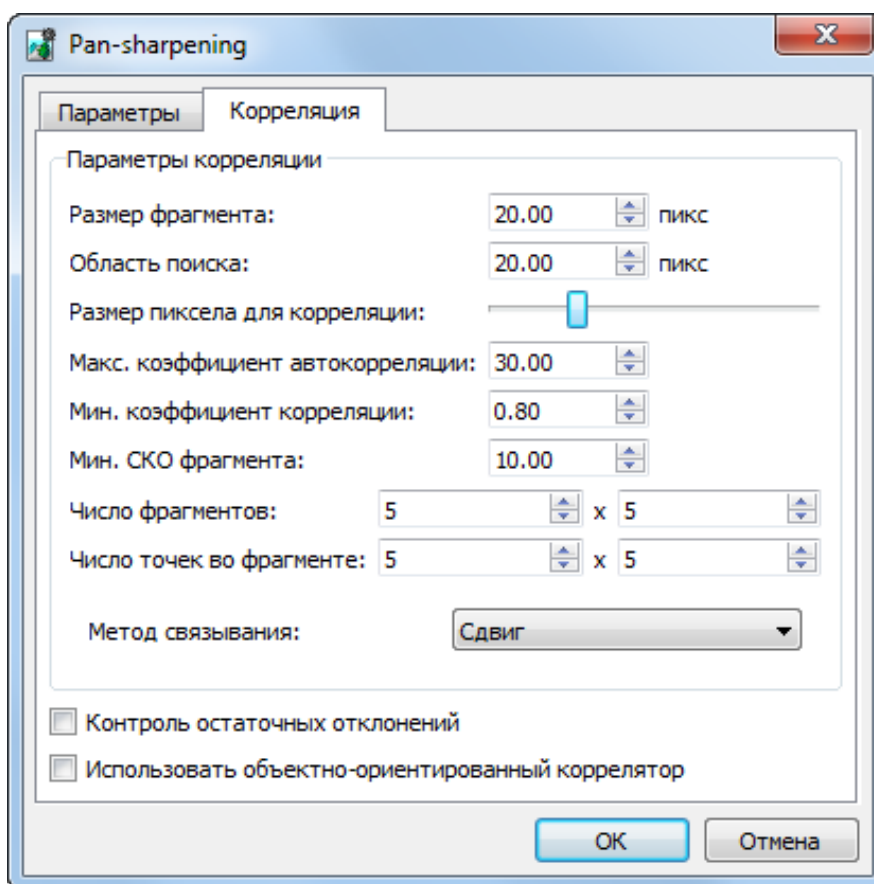 Pan-sharpening
Параметры Корреляция
Параметры корреляции
Размер фрагмента: 20.00 пикс
Область поиска: 20.00 пикс
Размер пиксела для корреляции:
Макс. коэффициент автокорреляции: 30.00
Мин. коэффициент корреляции: 0.80
Мин. СКО фрагмента: 10.00
Число фрагментов: 5 x 5
Число точек во фрагменте: 5 x 5
Метод связывания: Сдвиг
Контроль остаточных отклонений
Использовать объектно-ориентированный коррелятор
OK Отмена